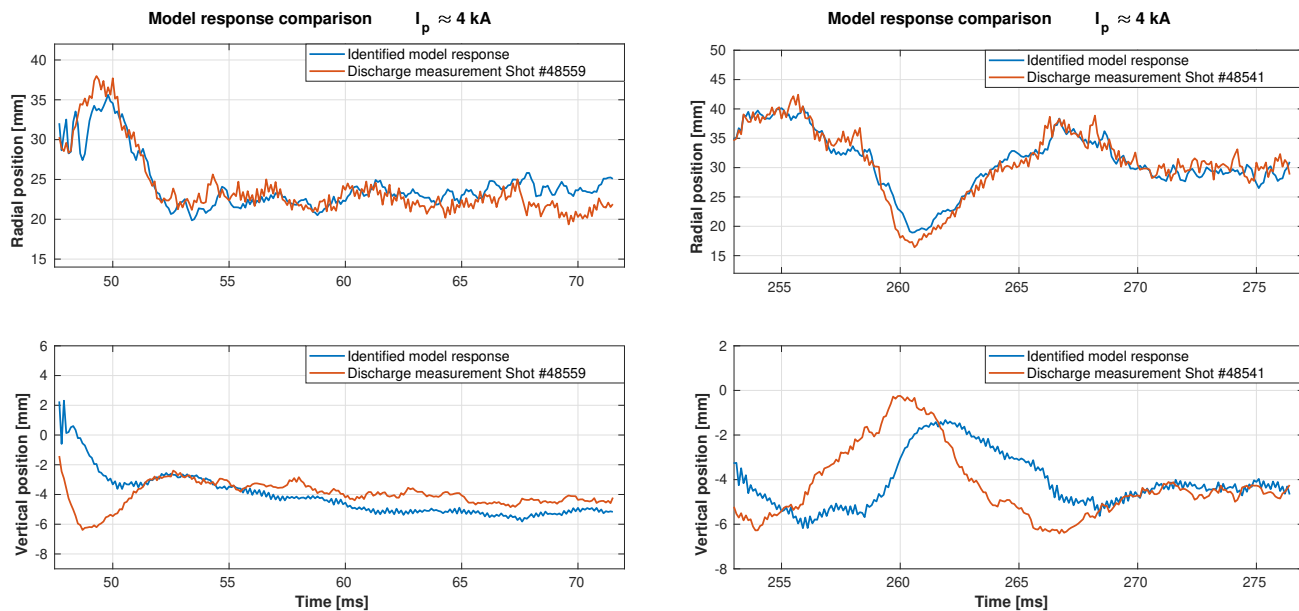 Model response comparison I_p ≈ 4 kA
Identified model response
Discharge measurement Shot #48559
Radial position [mm]
40
35
30
25
20
15
50 55 60 65 70
Model response comparison I_p ≈ 4 kA
Identified model response
Discharge measurement Shot #48541
Radial position [mm]
50
45
40
35
30
25
20
15
255 260 265 270 275
Identified model response
Discharge measurement Shot #48559
Vertical position [mm]
6
4
2
0
-2
-4
-6
-8
50 55 60 65 70
Time [ms]
Identified model response
Discharge measurement Shot #48541
Vertical position [mm]
2
0
-2
-4
-6
-8
255 260 265 270 275
Time [ms]